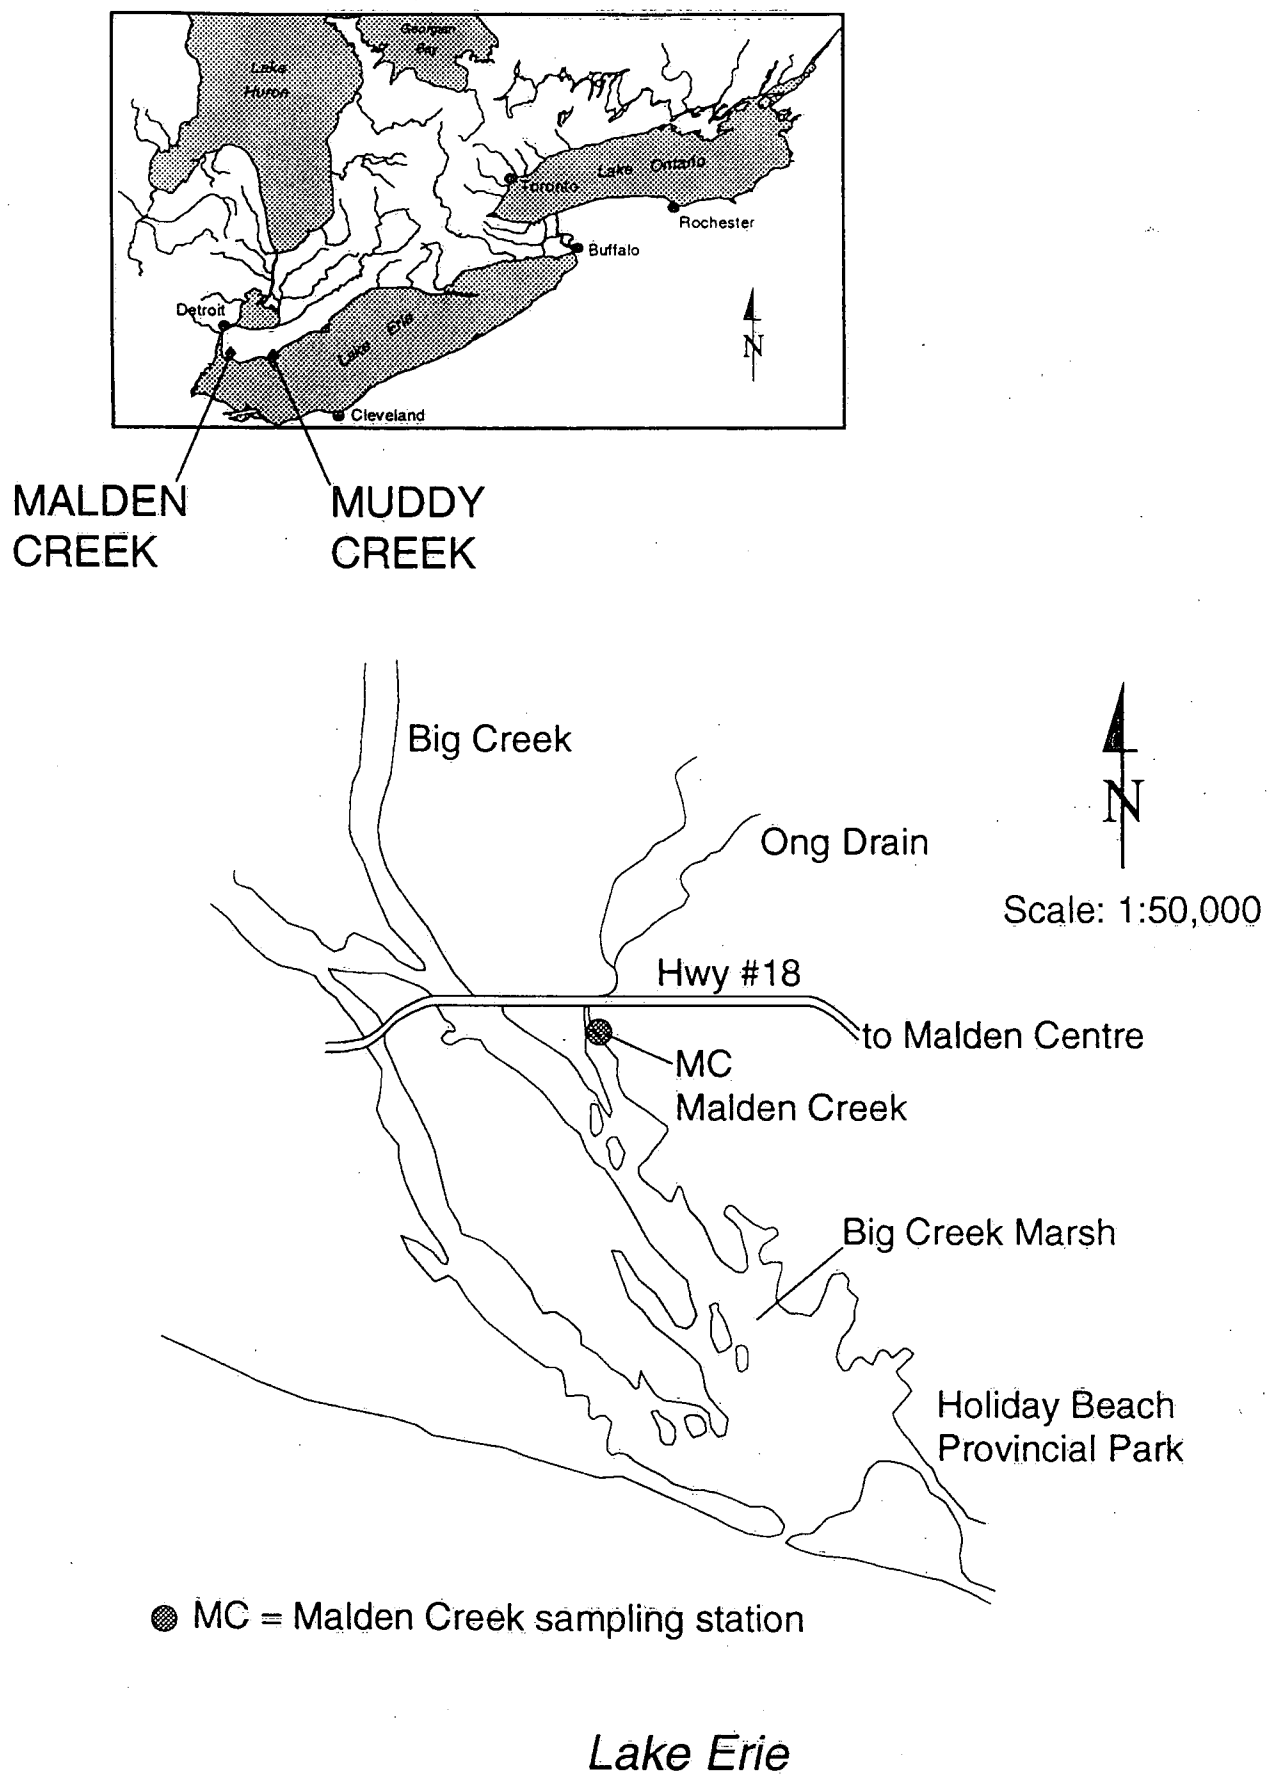 Georgian
Bay
Lake
Huron
Lake Ontario
Toronto
Rochester
Buffalo
Detroit
Lake Erie
N
Cleveland
MALDEN
CREEK
MUDDY
CREEK
Big Creek
Ong Drain
N
Scale: 1:50,000
Hwy #18
to Malden Centre
MC
Malden Creek
Big Creek Marsh
Holiday Beach
Provincial Park
MC = Malden Creek sampling station
Lake Erie